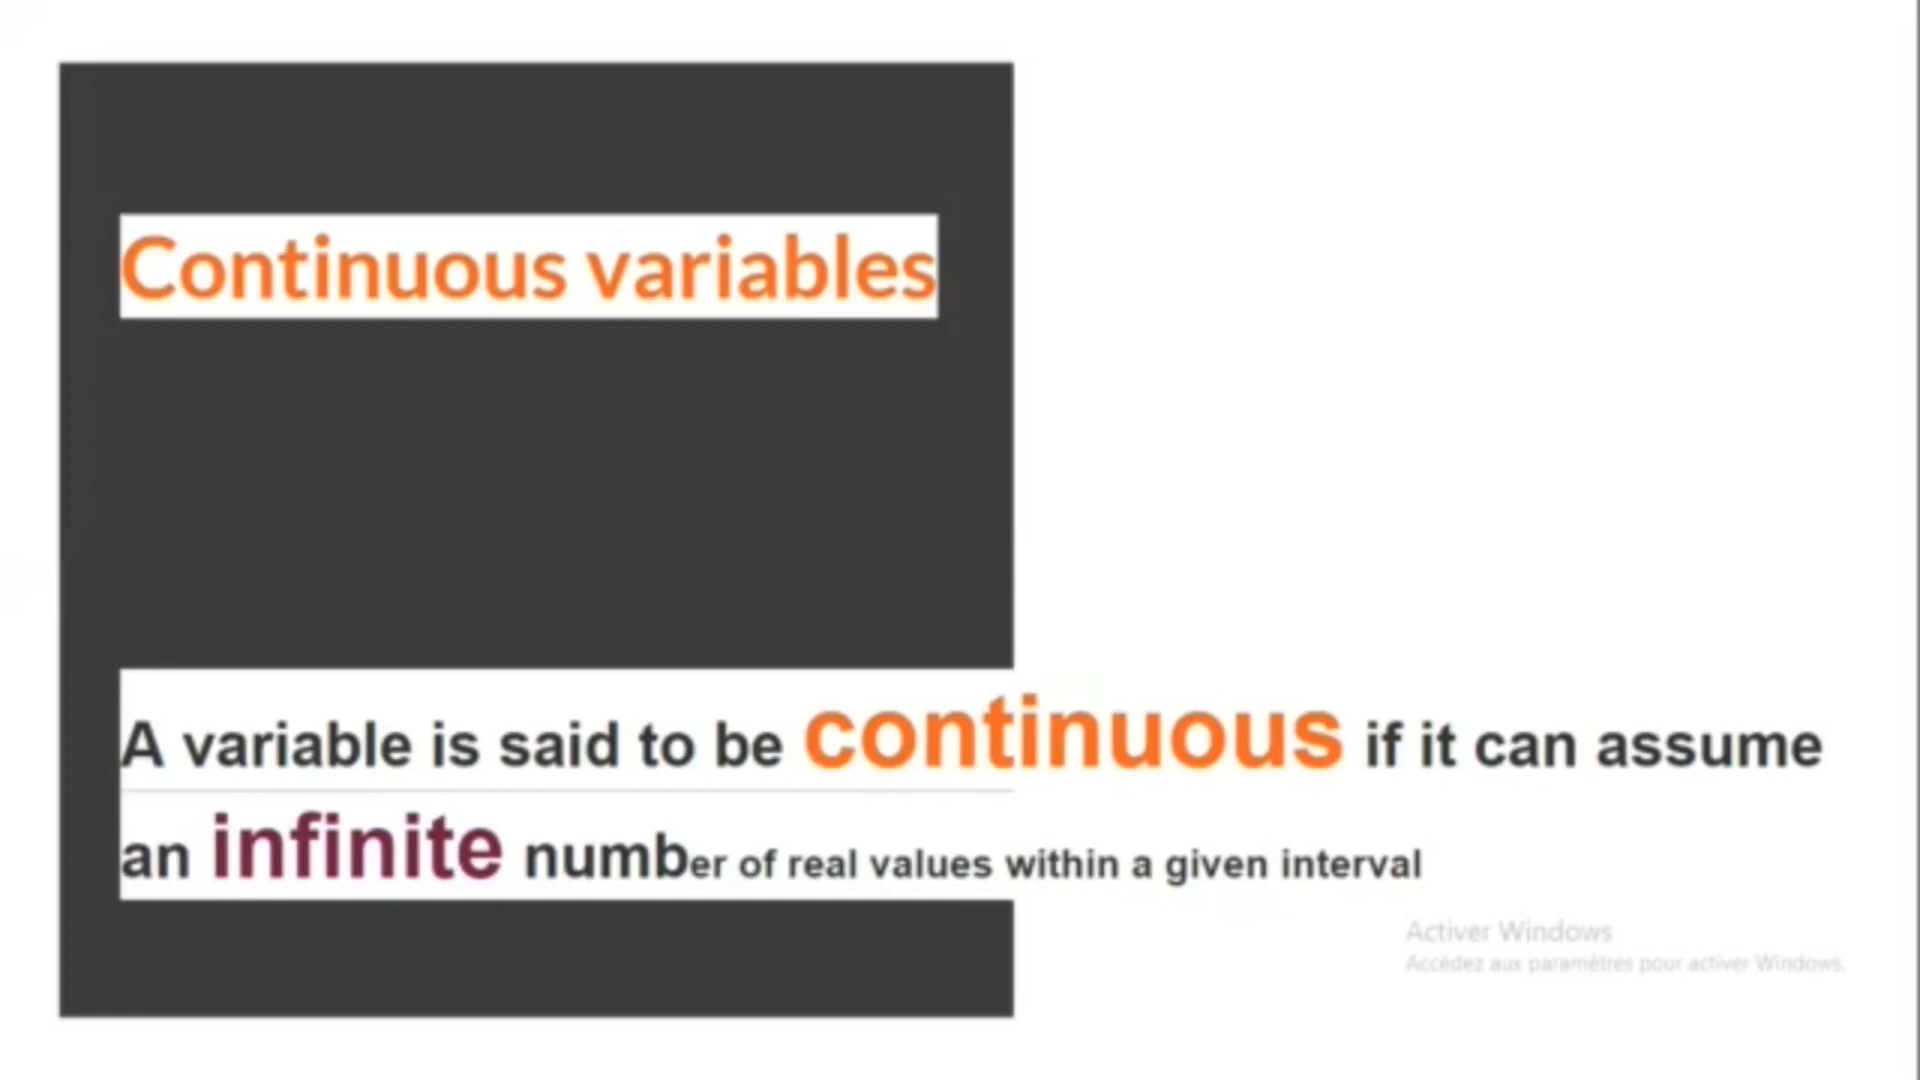 Continuous variables
A variable is said to be continuous if it can assume
an infinite number of real values within a given interval
Activer Windows
Accédez aux paramètres pour activer Windows.